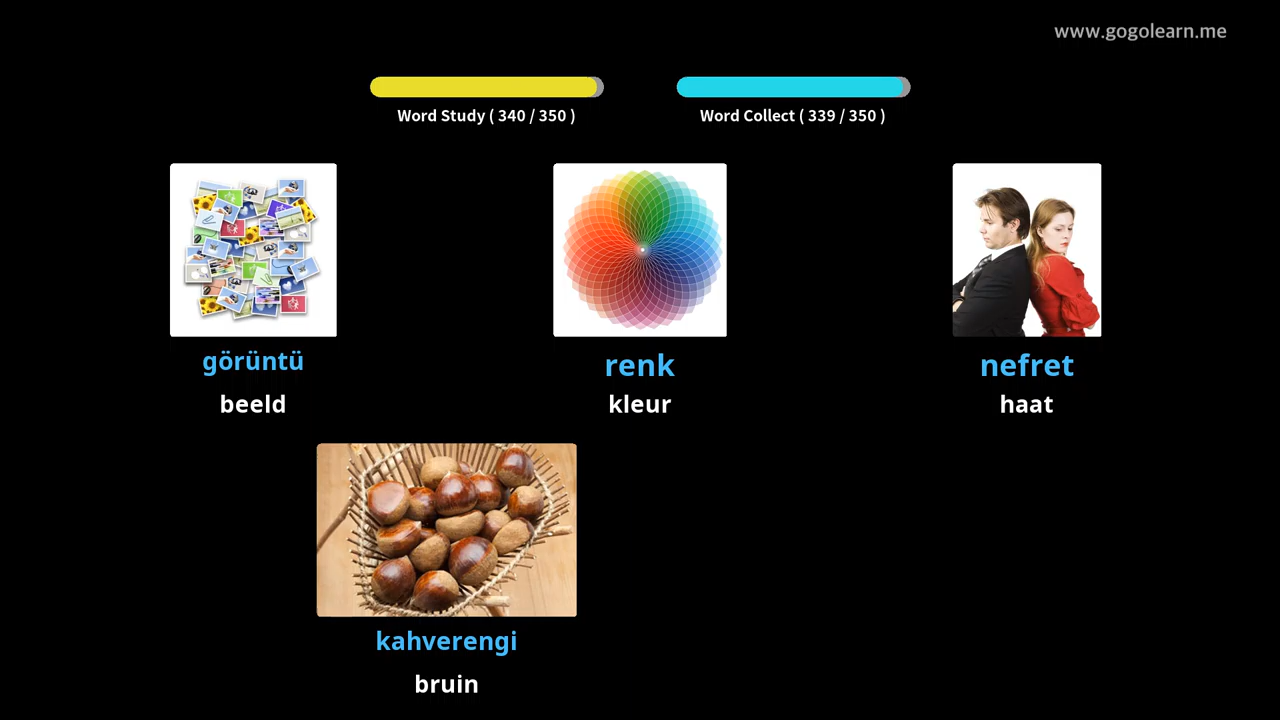 www.gogolearn.me
Word Study ( 340 / 350 )
Word Collect ( 339 / 350 )
görüntü
beeld
renk
kleur
nefret
haat
kahverengi
bruin